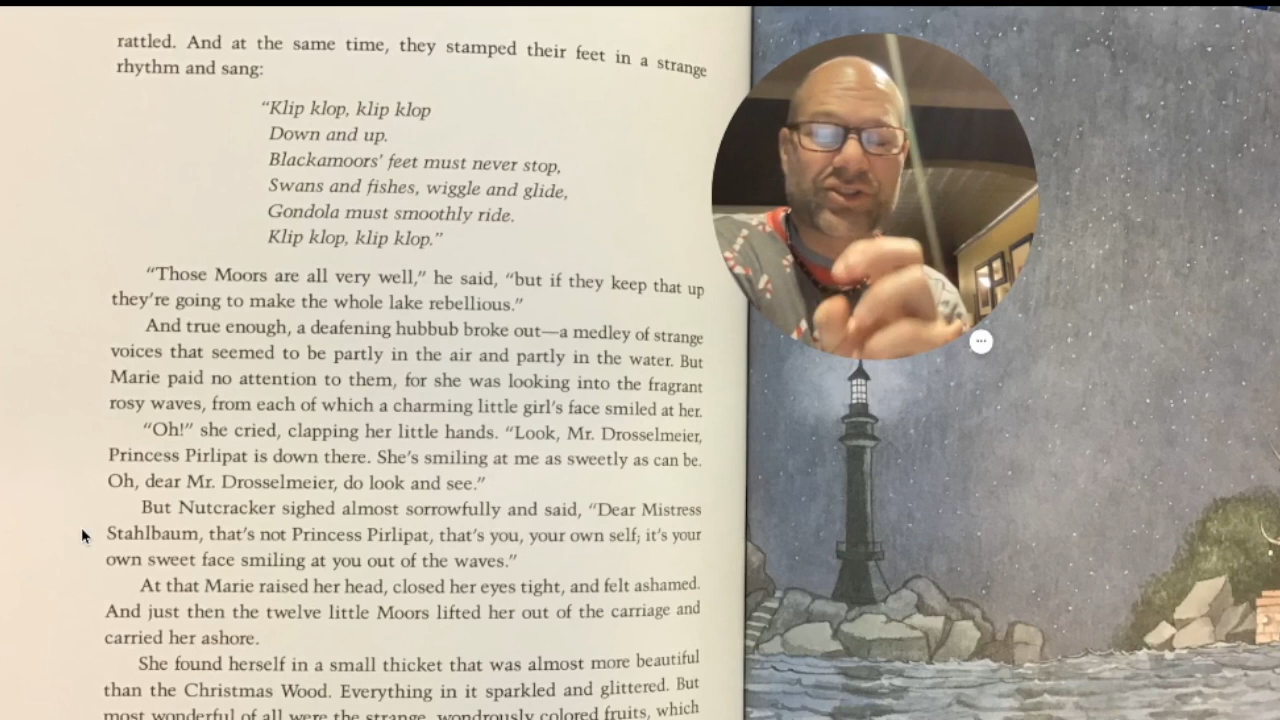 rattled. And at the same time, they stamped their feet in a strange
rhythm and sang:
“Klip klop, klip klop
Down and up.
Blackamoors’ feet must never stop,
Swans and fishes, wiggle and glide,
Gondola must smoothly ride.
Klip klop, klip klop.”
“Those Moors are all very well,” he said, “but if they keep that up
they’re going to make the whole lake rebellious.”
And true enough, a deafening hubbub broke out—a medley of strange
voices that seemed to be partly in the air and partly in the water. But
Marie paid no attention to them, for she was looking into the fragrant
rosy waves, from each of which a charming little girl’s face smiled at her.
“Oh!” she cried, clapping her little hands. “Look, Mr. Drosselmeier,
Princess Pirlipat is down there. She’s smiling at me as sweetly as can be.
Oh, dear Mr. Drosselmeier, do look and see.”
But Nutcracker sighed almost sorrowfully and said, “Dear Mistress
Stahlbaum, that’s not Princess Pirlipat, that’s you, your own self; it’s your
own sweet face smiling at you out of the waves.”
At that Marie raised her head, closed her eyes tight, and felt ashamed.
And just then the twelve little Moors lifted her out of the carriage and
carried her ashore.
She found herself in a small thicket that was almost more beautiful
than the Christmas Wood. Everything in it sparkled and glittered. But
most wonderful of all were the strange, wondrously colored fruits, which